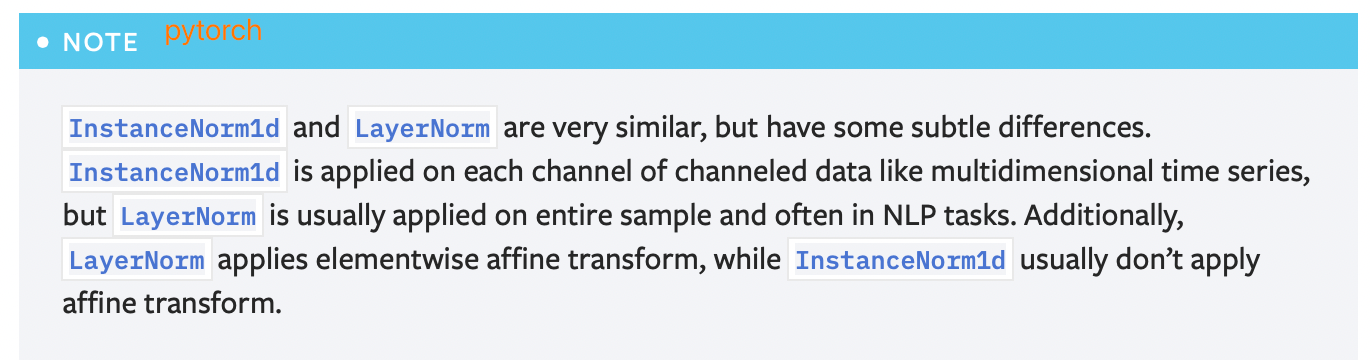 NOTE pytorch
InstanceNorm1d and LayerNorm are very similar, but have some subtle differences.
InstanceNorm1d is applied on each channel of channeled data like multidimensional time series,
but LayerNorm is usually applied on entire sample and often in NLP tasks. Additionally,
LayerNorm applies elementwise affine transform, while InstanceNorm1d usually don’t apply
affine transform.